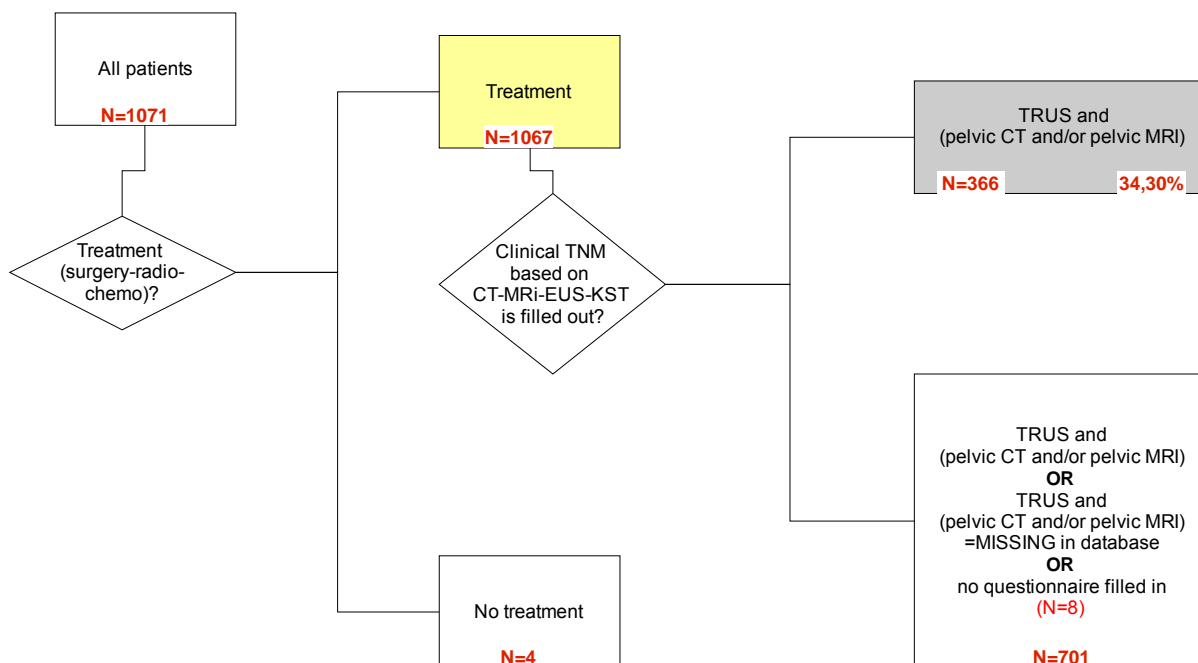 All patients
N=1071
Treatment
(surgery-radio-
chemo)?
Treatment
N=1067
Clinical TNM
based on
CT-MRi-EUS-KST
is filled out?
No treatment
N=4
TRUS and
(pelvic CT and/or pelvic MRI)
N=366 34,30%
TRUS and
(pelvic CT and/or pelvic MRI)
OR
TRUS and
(pelvic CT and/or pelvic MRI)
=MISSING in database
OR
no questionnaire filled in
(N=8)
N=701